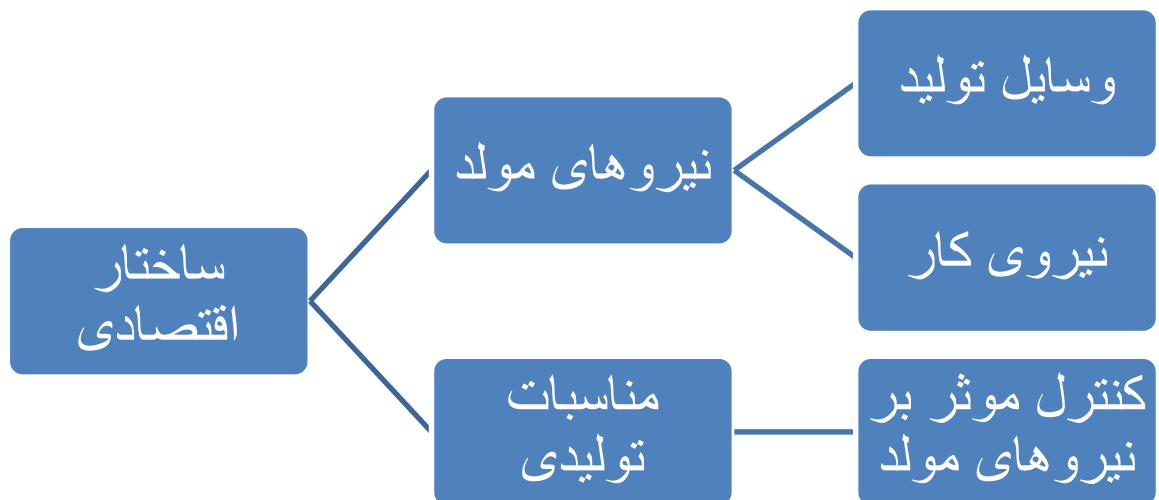 ساختار
اقتصادی
نیروهای مولد
وسایل تولید
نیروی کار
مناسبات
تولیدی
کنترل موثر بر
نیروهای مولد